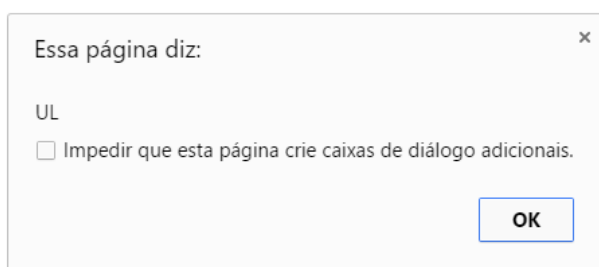 Essa página diz:
UL
Impedir que esta página crie caixas de diálogo adicionais.
OK